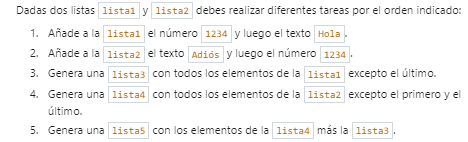 Dadas dos listas lista1 y lista2 debes realizar diferentes tareas por el orden indicado:
1. Añade a la lista1 el número 1234 y luego el texto Hola.
2. Añade a la lista2 el texto Adiós y luego el número 1234.
3. Genera una lista3 con todos los elementos de la lista1 excepto el último.
4. Genera una lista4 con todos los elementos de la lista2 excepto el primero y el
último.
5. Genera una lista5 con los elementos de la lista4 más la lista3.